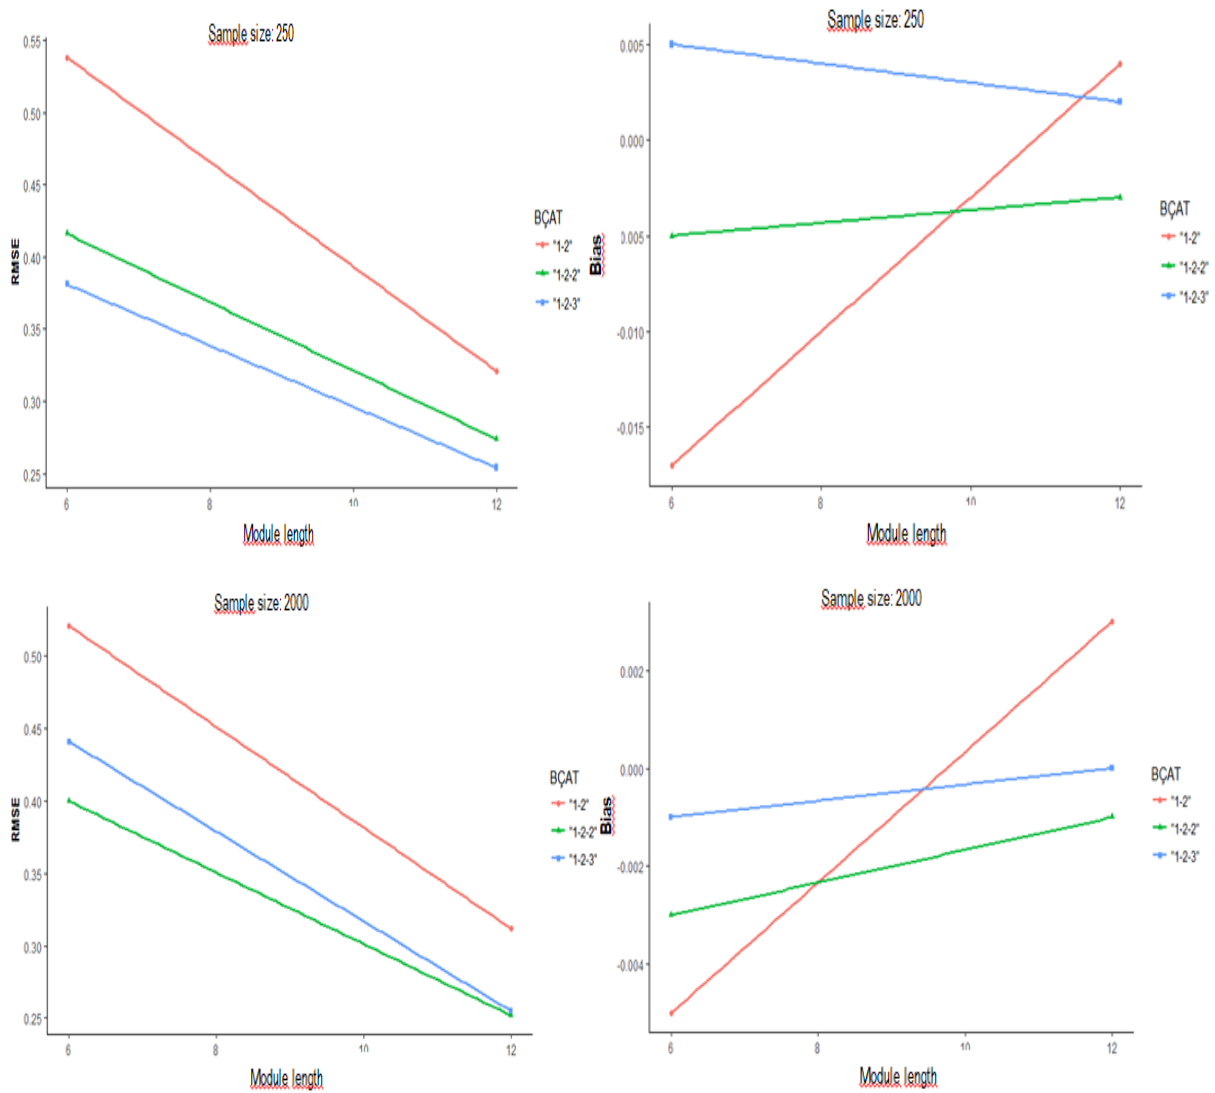 Sample size: 250
0.55
0.50
0.45
0.40
0.35
0.30
0.25
RMSE
6 8 10 12
Module length
BÇAT
"1-2"
"1-2-2"
"1-2-3"
Sample size: 250
0.005
0.000
0.005
-0.010
-0.015
Bias
6 8 10 12
Module length
BÇAT
"1-2"
"1-2-2"
"1-2-3"
Sample size: 2000
0.50
0.45
0.40
0.35
0.30
0.25
RMSE
6 8 10 12
Module length
BÇAT
"1-2"
"1-2-2"
"1-2-3"
Sample size: 2000
0.002
0.000
-0.002
-0.004
Bias
6 8 10 12
Module length
BÇAT
"1-2"
"1-2-2"
"1-2-3"